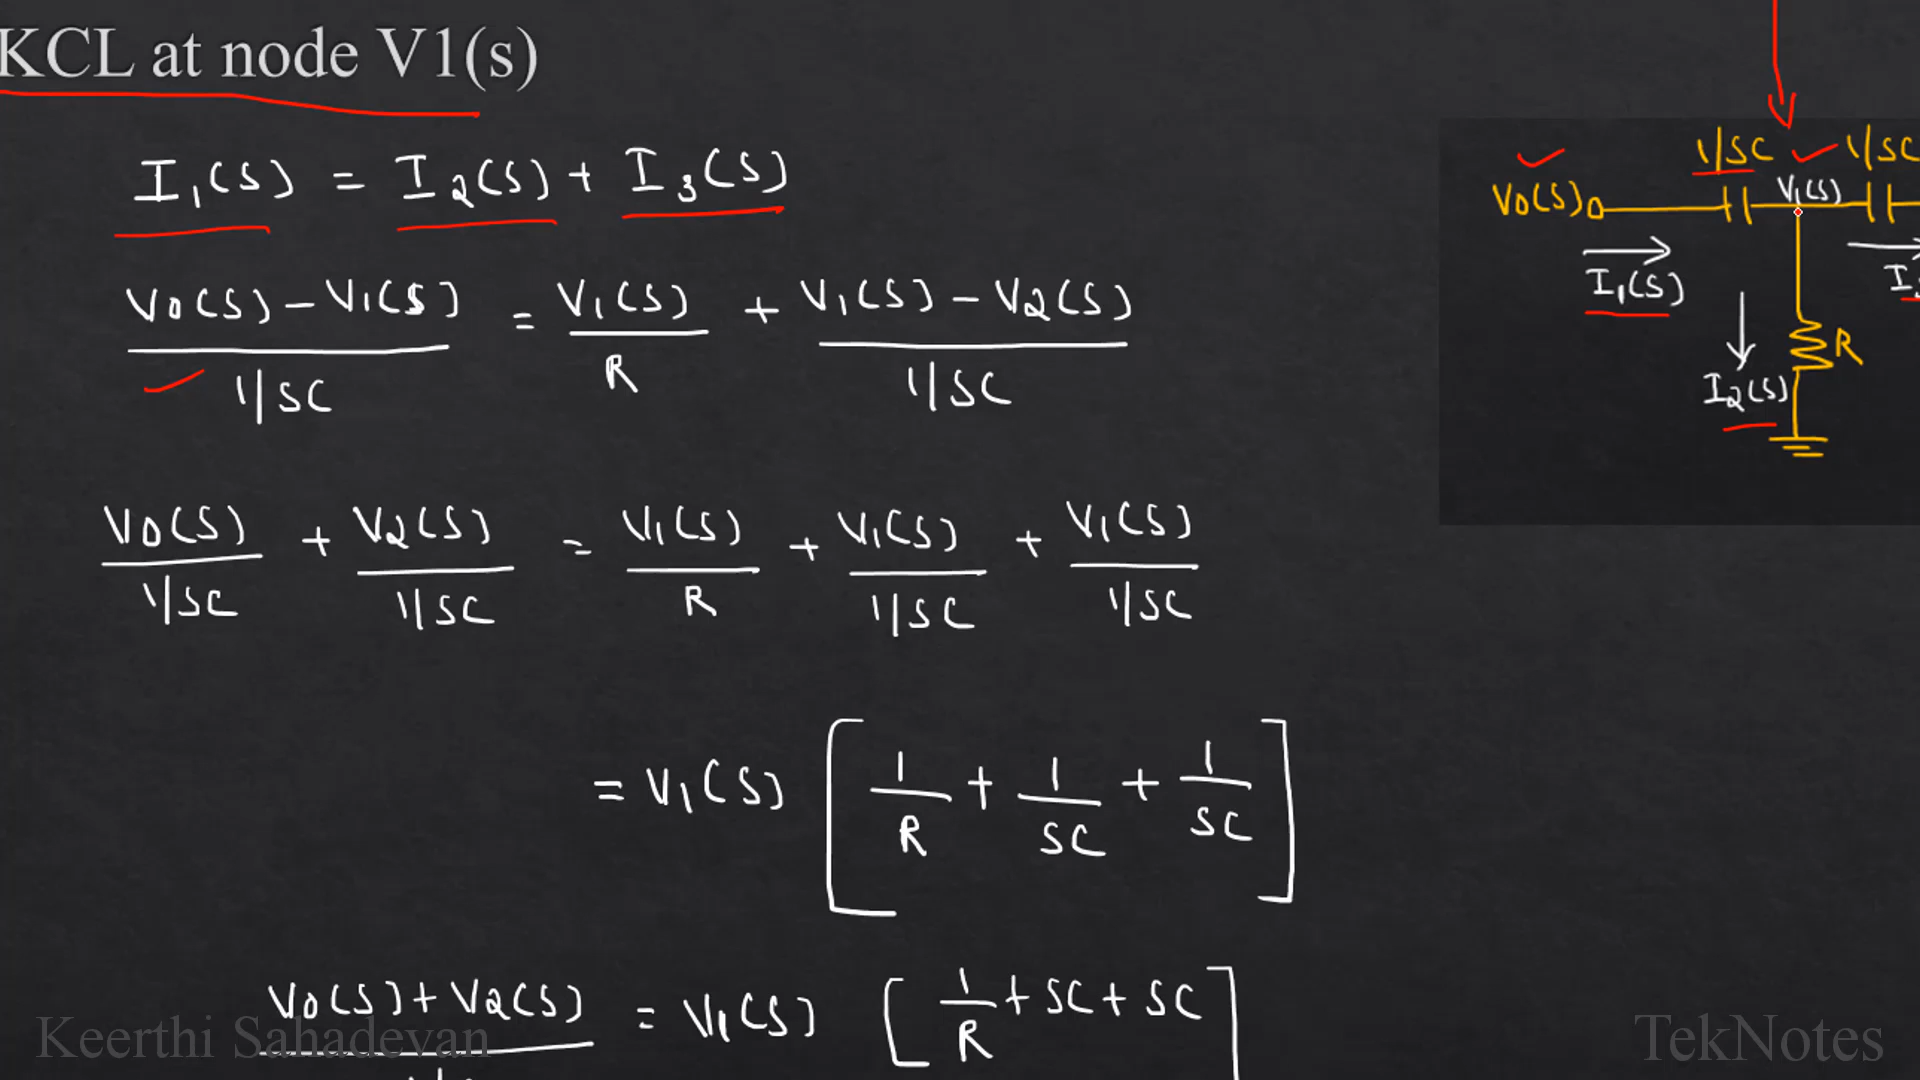 KCL at node V1(s)
I₁(S) = I₂(S) + I₃(S)
V0(S) - V₁(S) / 1/SC = V₁(S) / R + V₁(S) - V2(S) / 1/SC
V0(S) / 1/SC + V2(S) / 1/SC = V₁(S) / R + V₁(S) / 1/SC + V₁(S) / 1/SC
= V₁(S) [ 1/R + 1/SC + 1/SC ]
V0(S) + V2(S) = V₁(S) [ 1/R + SC + SC ]
1/SC 1/SC
V0(S) V₁(S)
I₁(S)
R
I₂(S)
Keerthi Sahadevan
TekNotes